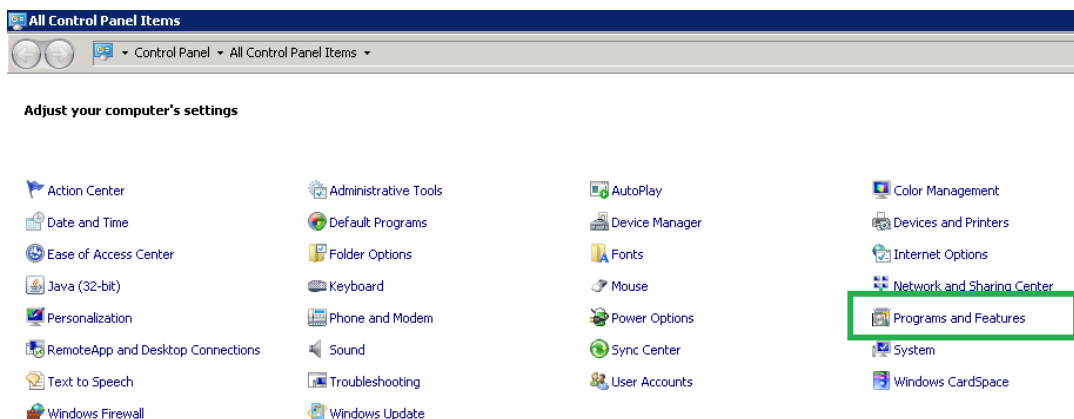 All Control Panel Items
Control Panel All Control Panel Items
Adjust your computer's settings
Action Center Administrative Tools AutoPlay Color Management
Date and Time Default Programs Device Manager Devices and Printers
Ease of Access Center Folder Options Fonts Internet Options
Java (32-bit) Keyboard Mouse Network and Sharing Center
Personalization Phone and Modem Power Options Programs and Features
RemoteApp and Desktop Connections Sound Sync Center System
Text to Speech Troubleshooting User Accounts Windows CardSpace
Windows Firewall Windows Update